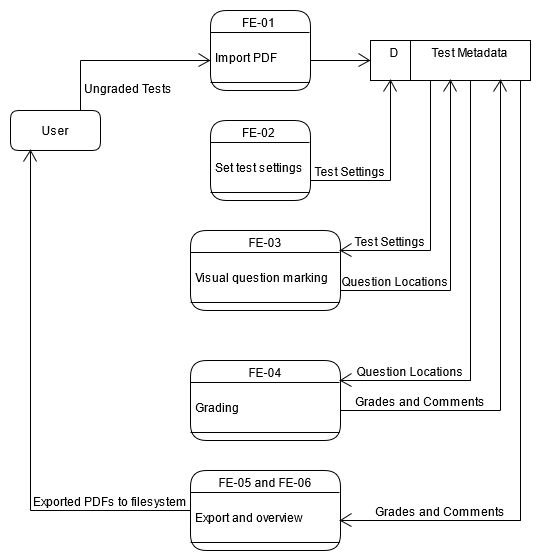 FE-01
Import PDF
D
Test Metadata
Ungraded Tests
User
FE-02
Set test settings
Test Settings
FE-03
Test Settings
Visual question marking
Question Locations
FE-04
Question Locations
Grading
Grades and Comments
FE-05 and FE-06
Exported PDFs to filesystem
Export and overview
Grades and Comments